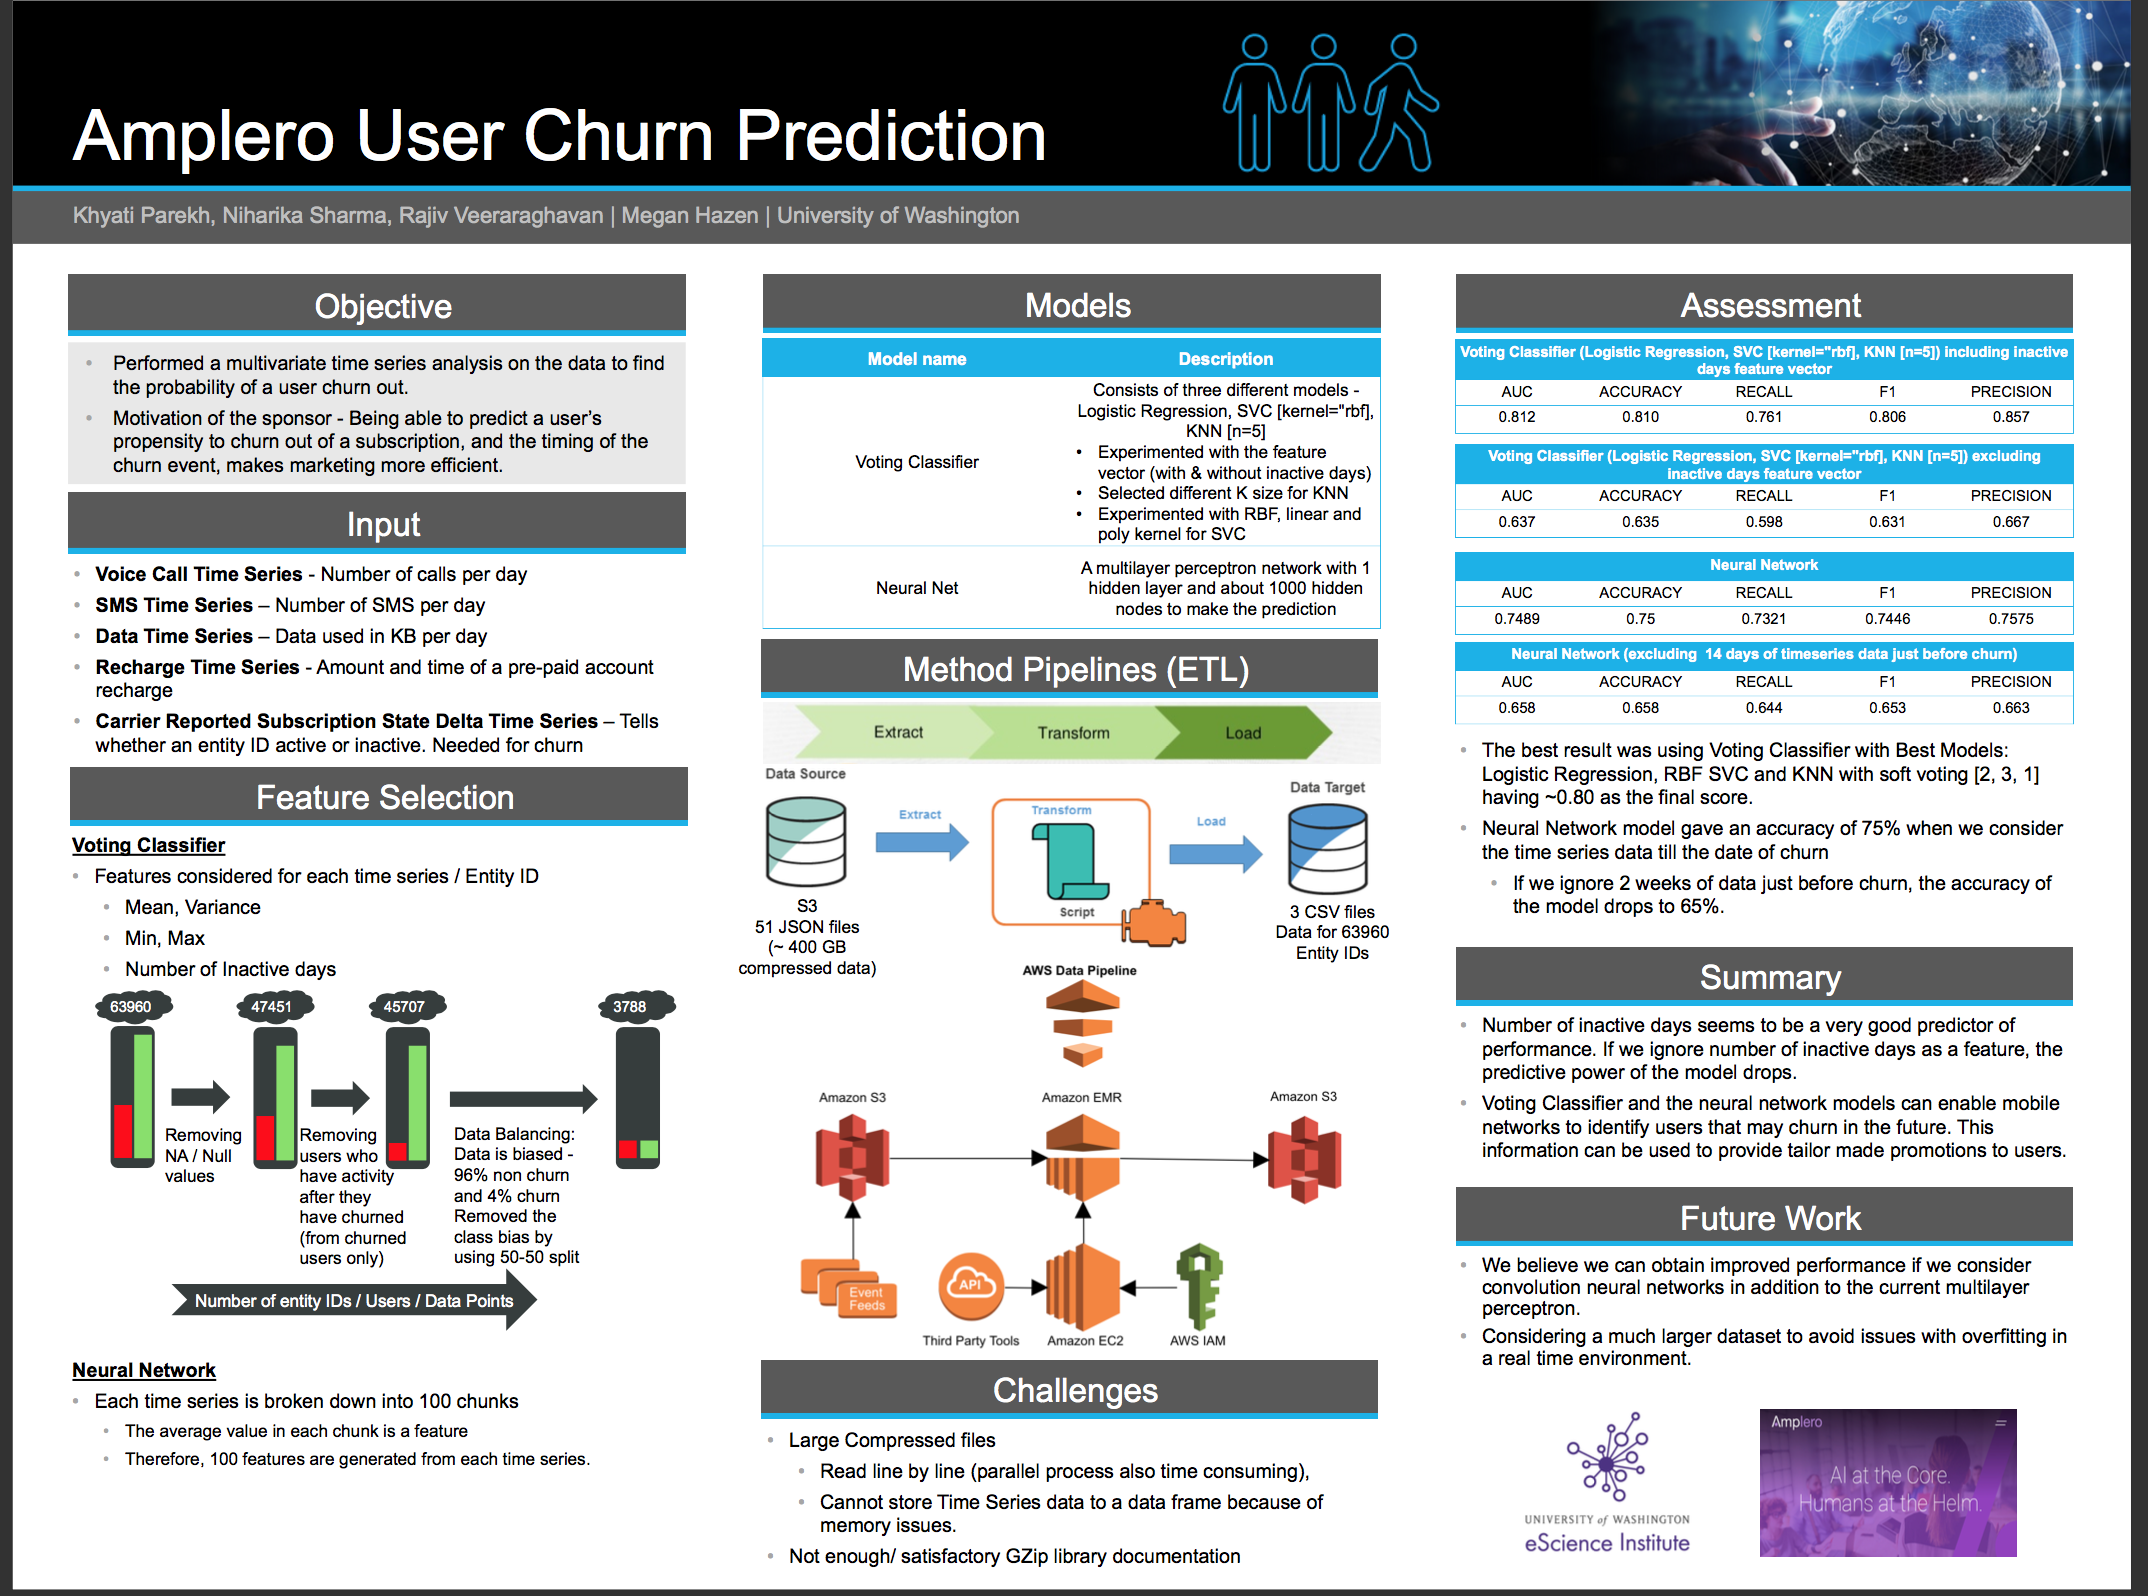 Amplero User Churn Prediction
Khyati Parekh, Niharika Sharma, Rajiv Veeraraghavan | Megan Hazen | University of Washington
Objective
• Performed a multivariate time series analysis on the data to find
the probability of a user churn out.
• Motivation of the sponsor - Being able to predict a user’s
propensity to churn out of a subscription, and the timing of the
churn event, makes marketing more efficient.
Input
• Voice Call Time Series - Number of calls per day
• SMS Time Series – Number of SMS per day
• Data Time Series – Data used in KB per day
• Recharge Time Series - Amount and time of a pre-paid account
recharge
• Carrier Reported Subscription State Delta Time Series – Tells
whether an entity ID active or inactive. Needed for churn
Feature Selection
Voting Classifier
• Features considered for each time series / Entity ID
• Mean, Variance
• Min, Max
• Number of Inactive days
63960 47451 45707 3788
Removing
NA / Null
values
Removing
users who
have activity
after they
have churned
(from churned
users only)
Data Balancing:
Data is biased -
96% non churn
and 4% churn
Removed the
class bias by
using 50-50 split
Number of entity IDs / Users / Data Points
Neural Network
• Each time series is broken down into 100 chunks
• The average value in each chunk is a feature
• Therefore, 100 features are generated from each time series.
Models
Model name Description
Voting Classifier
Consists of three different models -
Logistic Regression, SVC [kernel="rbf],
KNN [n=5]
• Experimented with the feature
vector (with & without inactive days)
• Selected different K size for KNN
• Experimented with RBF, linear and
poly kernel for SVC
Neural Net
A multilayer perceptron network with 1
hidden layer and about 1000 hidden
nodes to make the prediction
Method Pipelines (ETL)
Extract Transform Load
Data Source
Extract
Transform
Script
Load
Data Target
S3
51 JSON files
(~ 400 GB
compressed data)
3 CSV files
Data for 63960
Entity IDs
AWS Data Pipeline
Amazon S3 Amazon EMR Amazon S3
Event
Feeds
API
Third Party Tools Amazon EC2 AWS IAM
Challenges
• Large Compressed files
• Read line by line (parallel process also time consuming),
• Cannot store Time Series data to a data frame because of
memory issues.
• Not enough/ satisfactory GZip library documentation
Assessment
Voting Classifier (Logistic Regression, SVC [kernel="rbf], KNN [n=5]) including inactive
days feature vector
AUC ACCURACY RECALL F1 PRECISION
0.812 0.810 0.761 0.806 0.857
Voting Classifier (Logistic Regression, SVC [kernel="rbf], KNN [n=5]) excluding
inactive days feature vector
AUC ACCURACY RECALL F1 PRECISION
0.637 0.635 0.598 0.631 0.667
Neural Network
AUC ACCURACY RECALL F1 PRECISION
0.7489 0.75 0.7321 0.7446 0.7575
Neural Network (excluding 14 days of timeseries data just before churn)
AUC ACCURACY RECALL F1 PRECISION
0.658 0.658 0.644 0.653 0.663
• The best result was using Voting Classifier with Best Models:
Logistic Regression, RBF SVC and KNN with soft voting [2, 3, 1]
having ~0.80 as the final score.
• Neural Network model gave an accuracy of 75% when we consider
the time series data till the date of churn
• If we ignore 2 weeks of data just before churn, the accuracy of
the model drops to 65%.
Summary
• Number of inactive days seems to be a very good predictor of
performance. If we ignore number of inactive days as a feature, the
predictive power of the model drops.
• Voting Classifier and the neural network models can enable mobile
networks to identify users that may churn in the future. This
information can be used to provide tailor made promotions to users.
Future Work
• We believe we can obtain improved performance if we consider
convolution neural networks in addition to the current multilayer
perceptron.
• Considering a much larger dataset to avoid issues with overfitting in
a real time environment.
UNIVERSITY of WASHINGTON
eScience Institute
Amplero
AI at the Core.
Humans at the Helm.